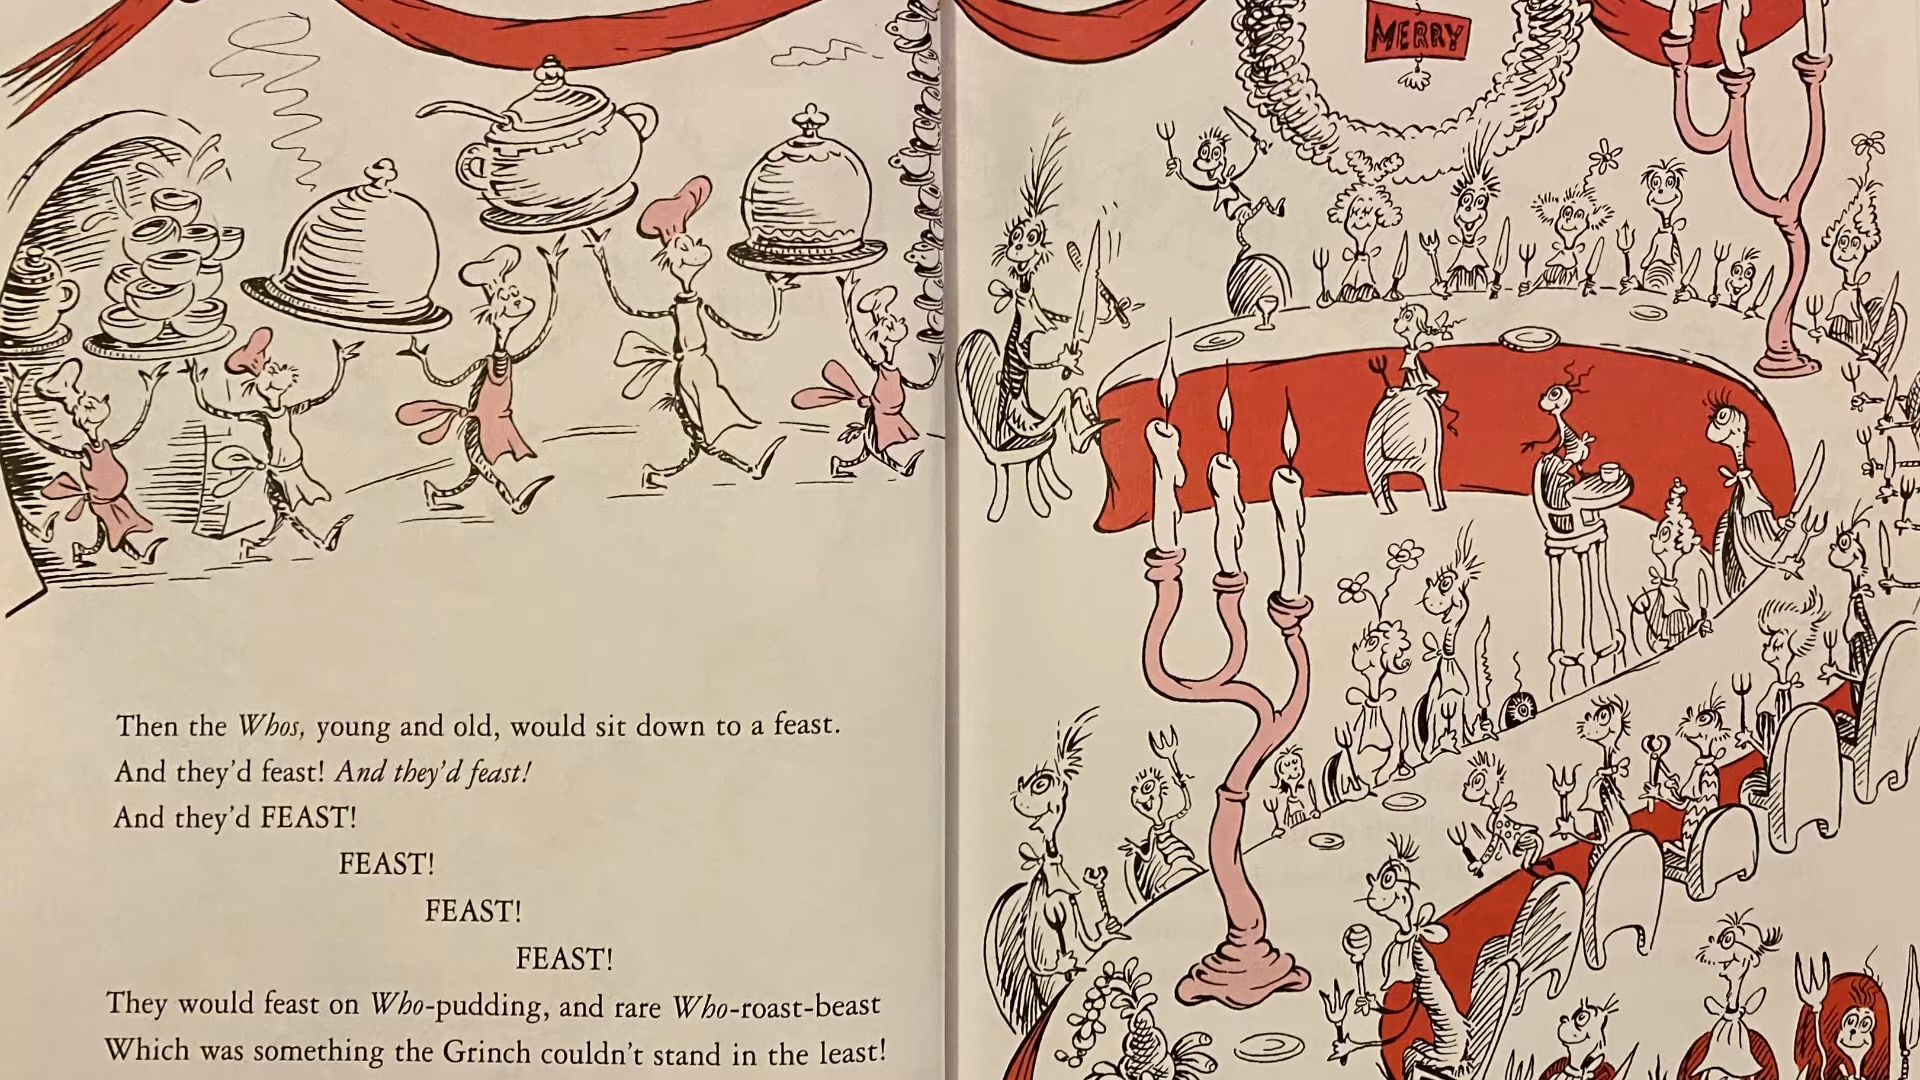 Then the Whos, young and old, would sit down to a feast.
And they'd feast! And they'd feast!
And they'd FEAST!
FEAST!
FEAST!
FEAST!
They would feast on Who-pudding, and rare Who-roast-beast
Which was something the Grinch couldn't stand in the least!
MERRY